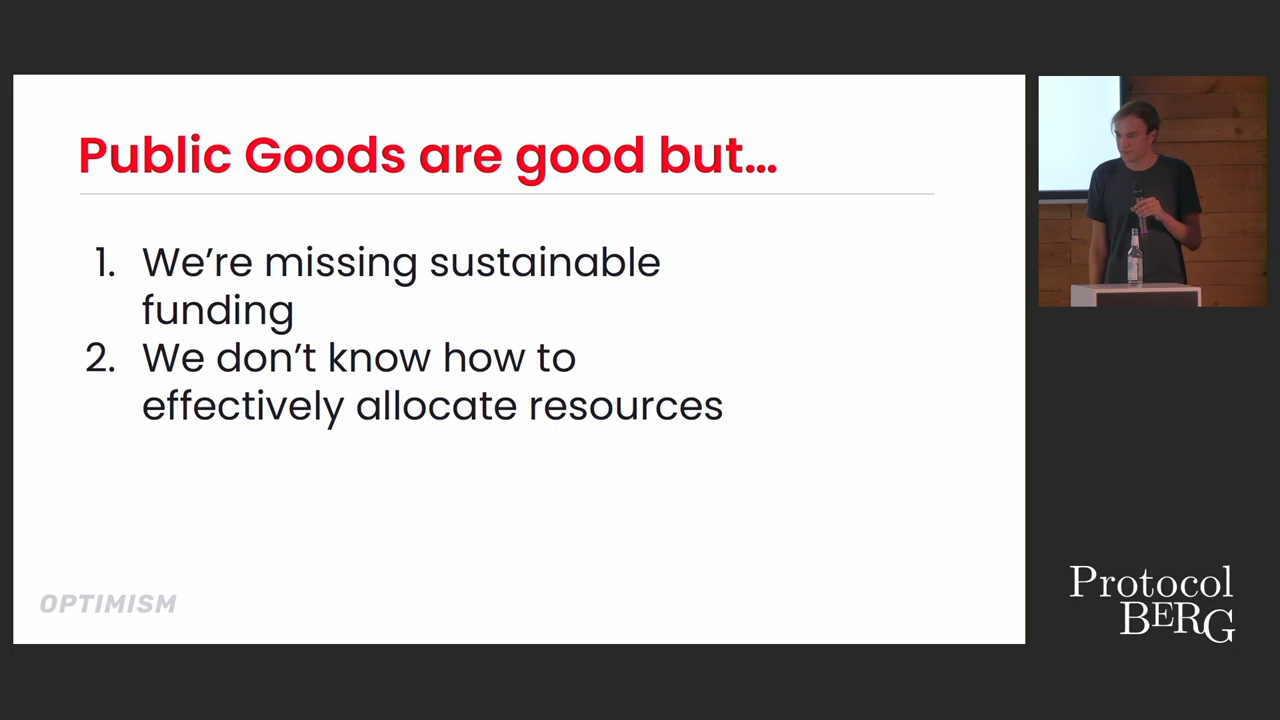 Public Goods are good but...
1. We’re missing sustainable
funding
2. We don’t know how to
effectively allocate resources
OPTIMISM
Protocol
BERG